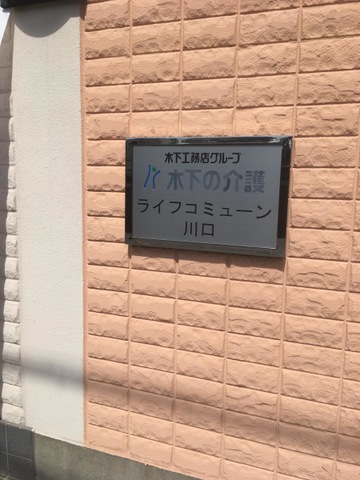 木下工務店グループ
木下の介護
ライフコミューン
川口